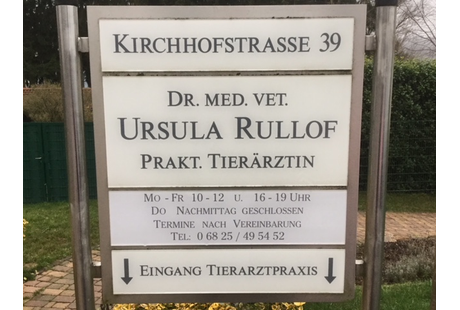 KIRCHHOFSTRASSE 39
DR. MED. VET.
URSULA RULLOF
PRAKT. TIERÄRZTIN
MO - FR 10 - 12 U. 16 - 19 UHR
DO NACHMITTAG GESCHLOSSEN
TERMINE NACH VEREINBARUNG
TEL: 0 68 25 / 49 54 52
↓ EINGANG TIERARZTPRAXIS ↓